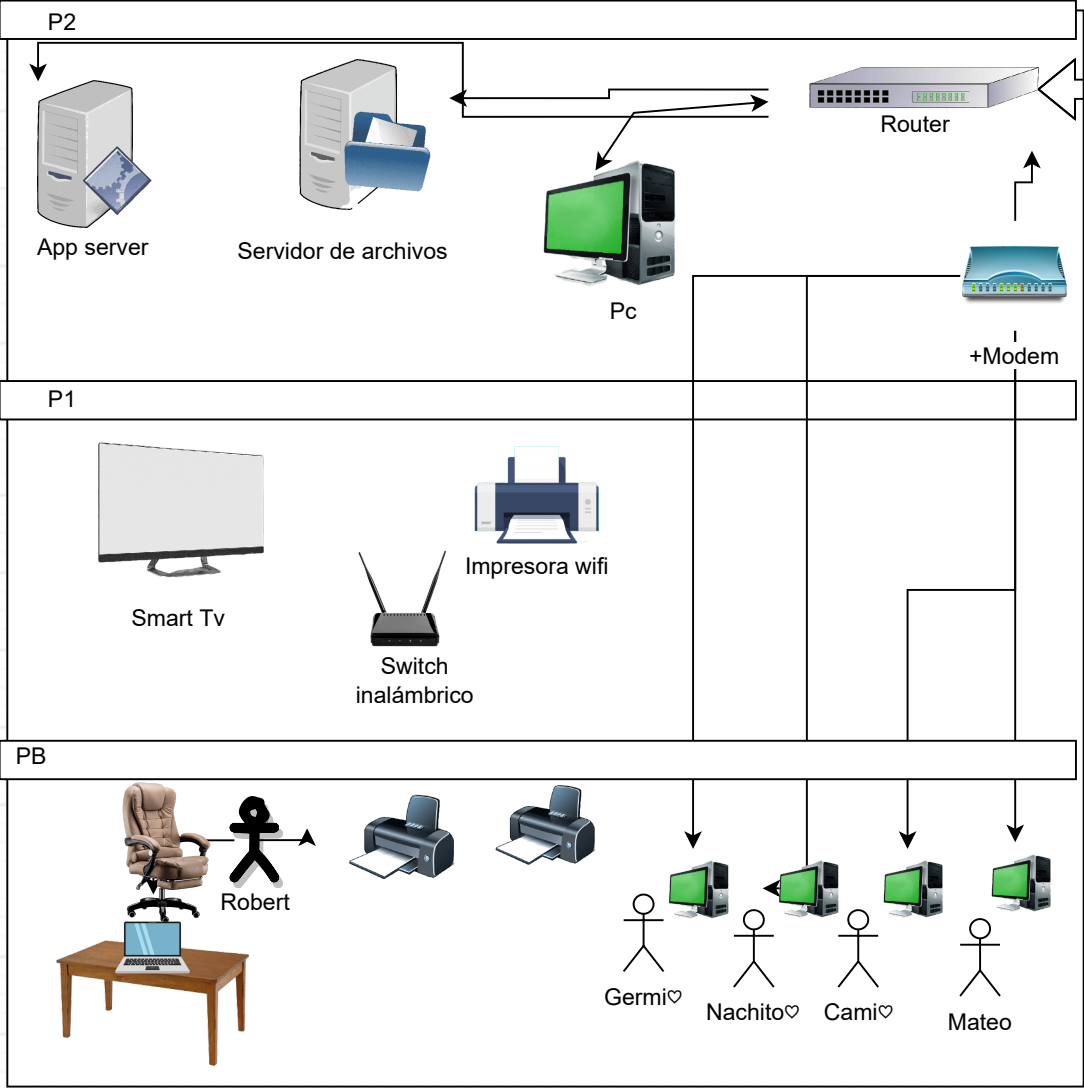 P2
Router
App server
Servidor de archivos
Pc
+Modem
P1
Impresora wifi
Smart Tv
Switch
inalámbrico
PB
Robert
Germi♡
Nachito♡
Cami♡
Mateo